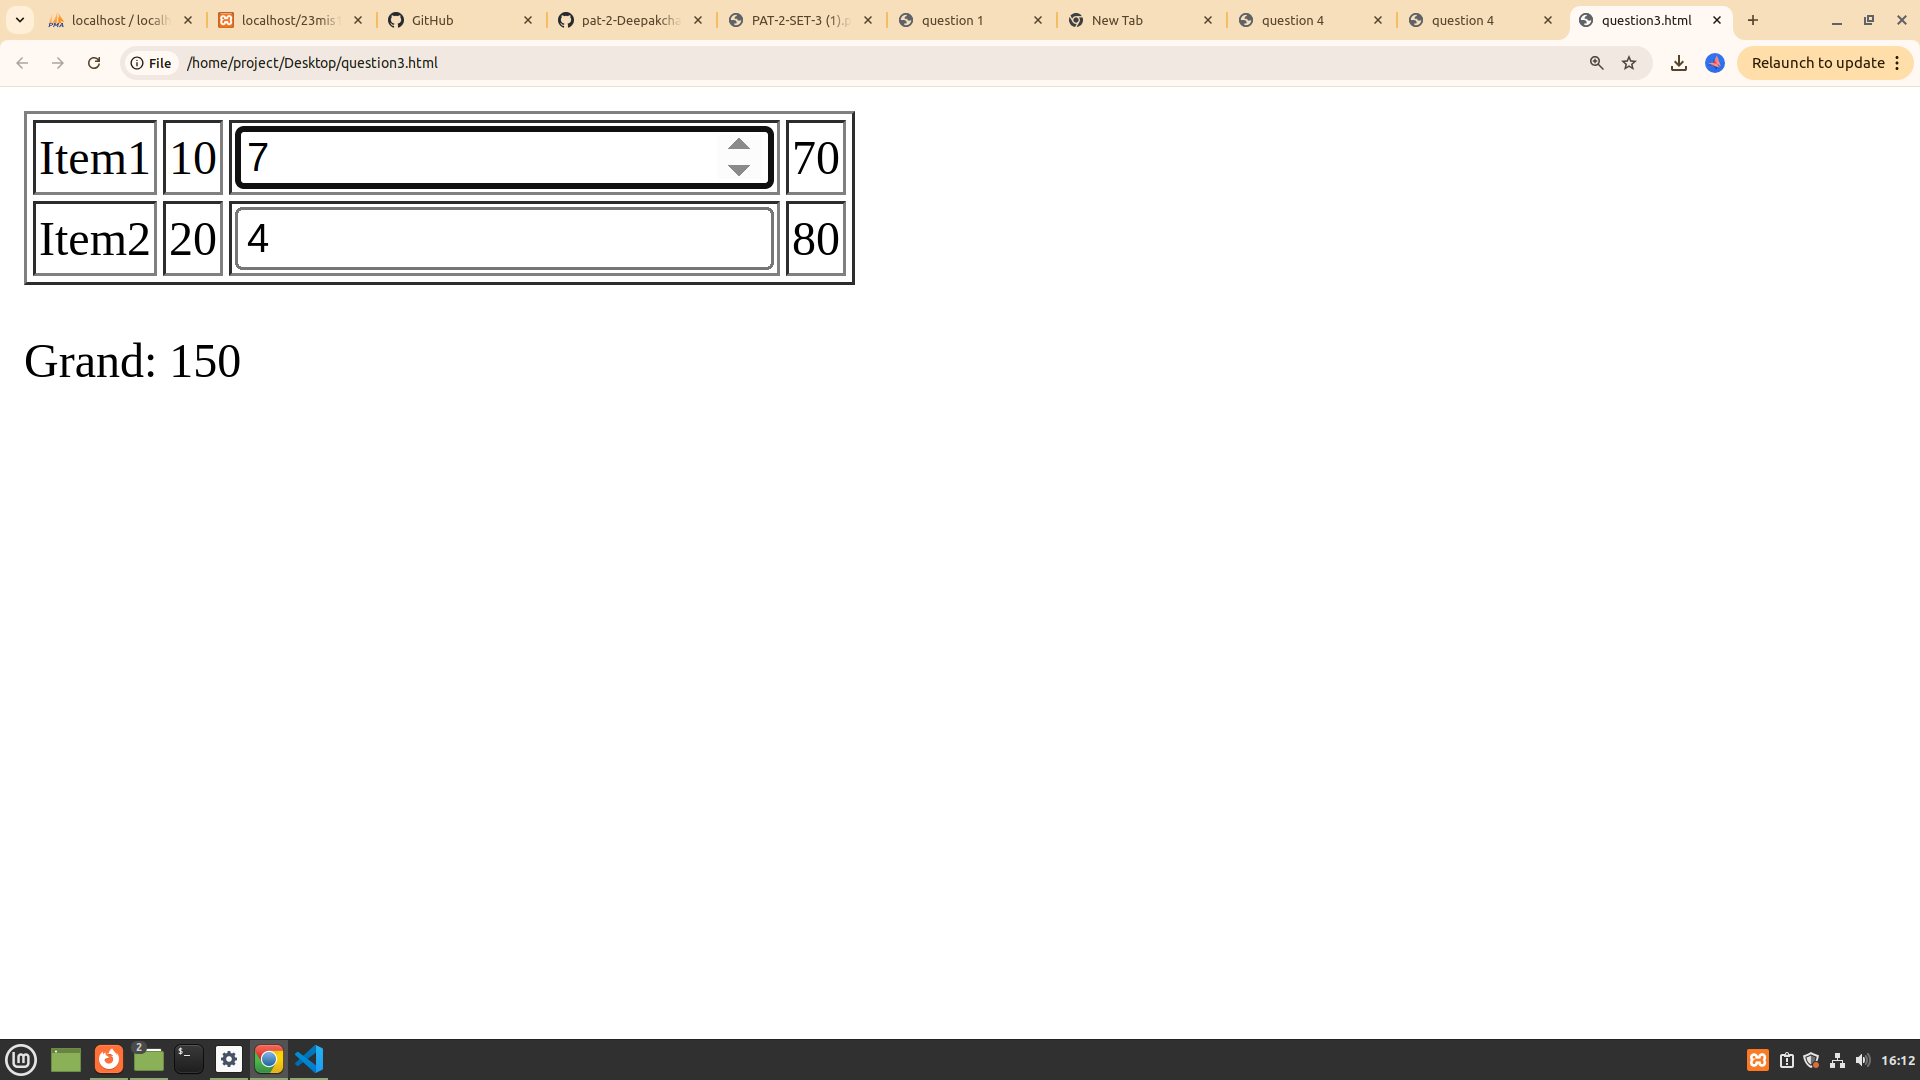 localhost / localh
localhost/23mis
GitHub
pat-2-Deepakcha
PAT-2-SET-3 (1).p
question 1
New Tab
question 4
question 4
question3.html
File
/home/project/Desktop/question3.html
Relaunch to update
Item1 10 7 70
Item2 20 4 80
Grand: 150
2
16:12